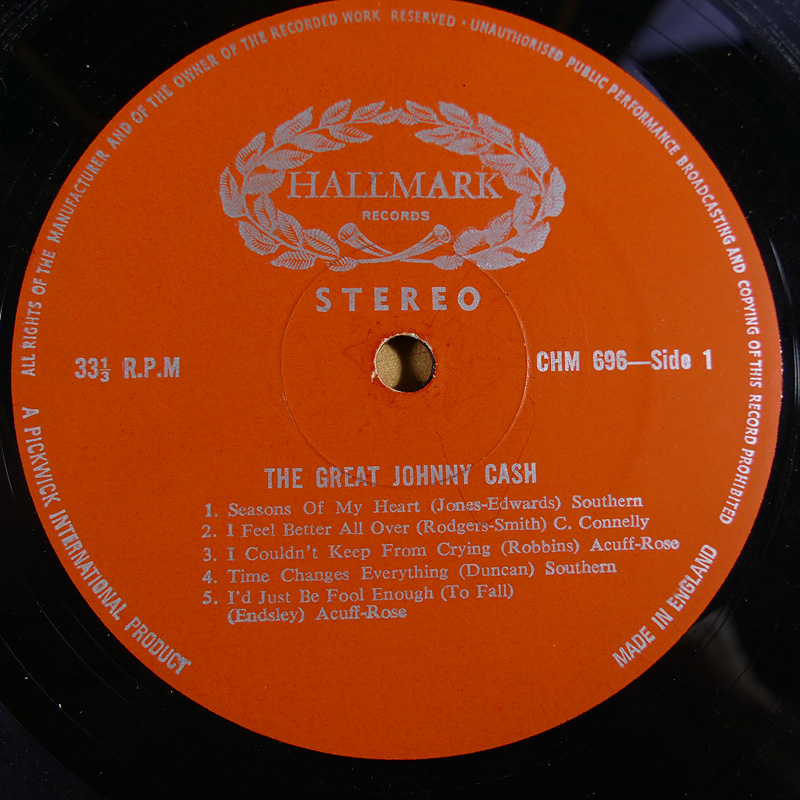 ALL RIGHTS OF THE MANUFACTURER AND OF THE OWNER OF THE RECORDED WORK RESERVED · UNAUTHORISED PUBLIC PERFORMANCE BROADCASTING AND COPYING OF THIS RECORD PROHIBITED
HALLMARK
RECORDS
STEREO
33⅓ R.P.M
CHM 696—Side 1
THE GREAT JOHNNY CASH
1. Seasons Of My Heart (Jones-Edwards) Southern
2. I Feel Better All Over (Rodgers-Smith) C. Connelly
3. I Couldn't Keep From Crying (Robbins) Acuff-Rose
4. Time Changes Everything (Duncan) Southern
5. I'd Just Be Fool Enough (To Fall)
(Endsley) Acuff-Rose
A PICKWICK INTERNATIONAL PRODUCT
MADE IN ENGLAND